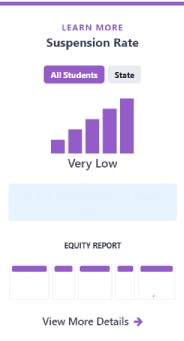 LEARN MORE
Suspension Rate
All Students State
Very Low
EQUITY REPORT
View More Details →